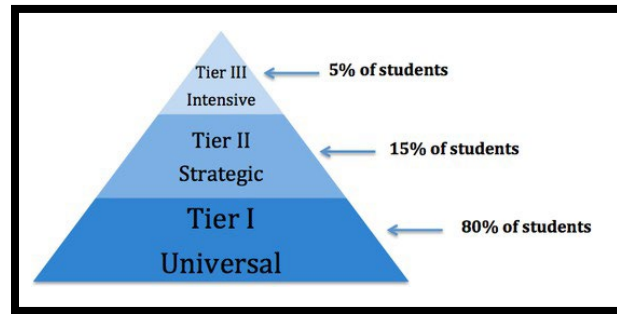 Tier III
Intensive
5% of students
Tier II
Strategic
15% of students
Tier I
Universal
80% of students